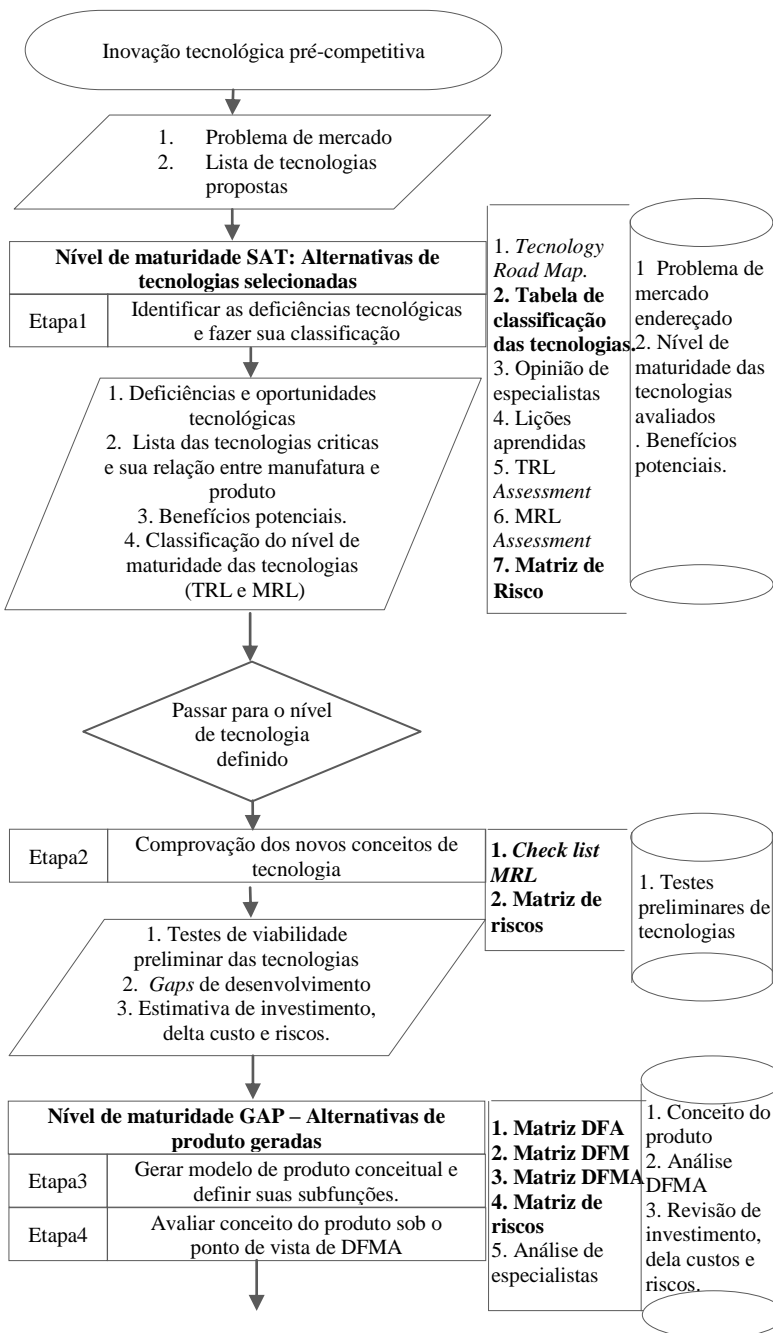 Inovação tecnológica pré-competitiva
1. Problema de mercado
2. Lista de tecnologias
propostas
Nível de maturidade SAT: Alternativas de
tecnologias selecionadas
Etapa1
Identificar as deficiências tecnológicas
e fazer sua classificação
1. Tecnology
Road Map.
2. Tabela de
classificação
das tecnologias.
3. Opinião de
especialistas
4. Lições
aprendidas
5. TRL
Assessment
6. MRL
Assessment
7. Matriz de
Risco
1 Problema de
mercado
endereçado
2. Nível de
maturidade das
tecnologias
avaliados
. Benefícios
potenciais.
1. Deficiências e oportunidades
tecnológicas
2. Lista das tecnologias criticas
e sua relação entre manufatura e
produto
3. Benefícios potenciais.
4. Classificação do nível de
maturidade das tecnologias
(TRL e MRL)
Passar para o nível
de tecnologia
definido
Etapa2
Comprovação dos novos conceitos de
tecnologia
1. Check list
MRL
2. Matriz de
riscos
1. Testes
preliminares de
tecnologias
1. Testes de viabilidade
preliminar das tecnologias
2. Gaps de desenvolvimento
3. Estimativa de investimento,
delta custo e riscos.
Nível de maturidade GAP – Alternativas de
produto geradas
Etapa3
Gerar modelo de produto conceitual e
definir suas subfunções.
Etapa4
Avaliar conceito do produto sob o
ponto de vista de DFMA
1. Matriz DFA
2. Matriz DFM
3. Matriz DFMA
4. Matriz de
riscos
5. Análise de
especialistas
1. Conceito do
produto
2. Análise
DFMA
3. Revisão de
investimento,
dela custos e
riscos.